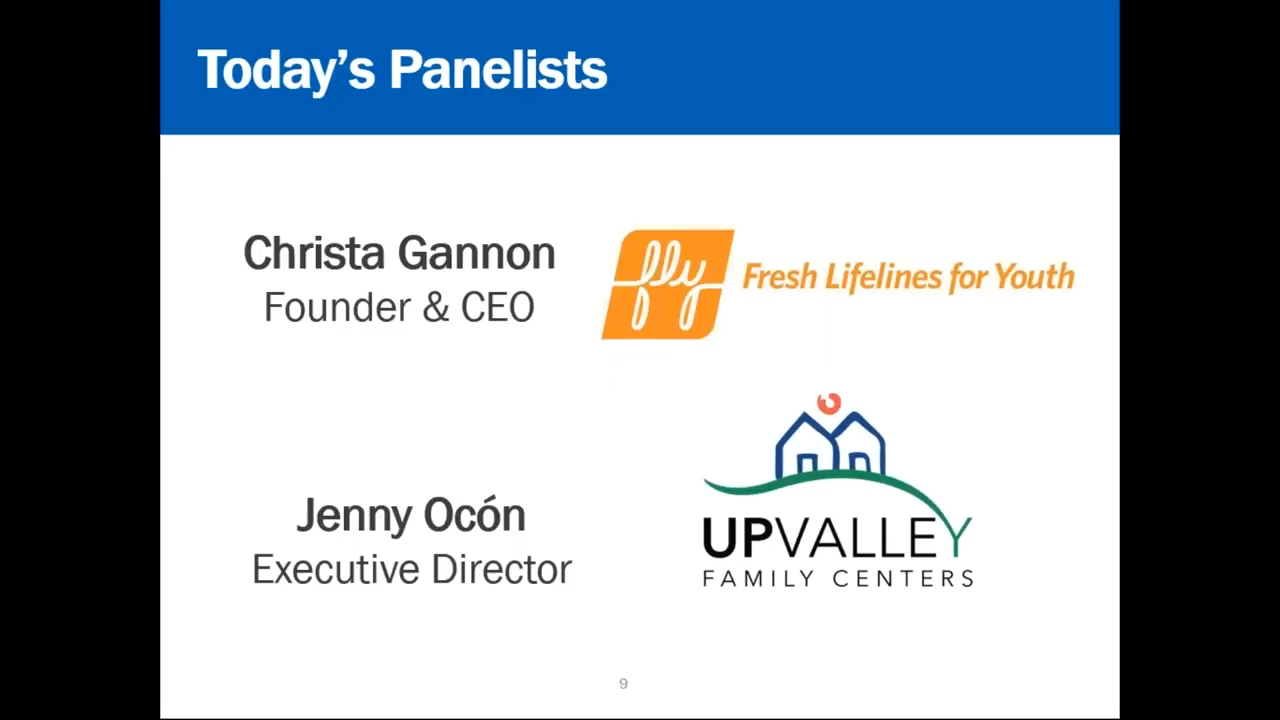 Today's Panelists
Christa Gannon
Founder & CEO
fly
Fresh Lifelines for Youth
Jenny Ocón
Executive Director
UPVALLEY
FAMILY CENTERS
9